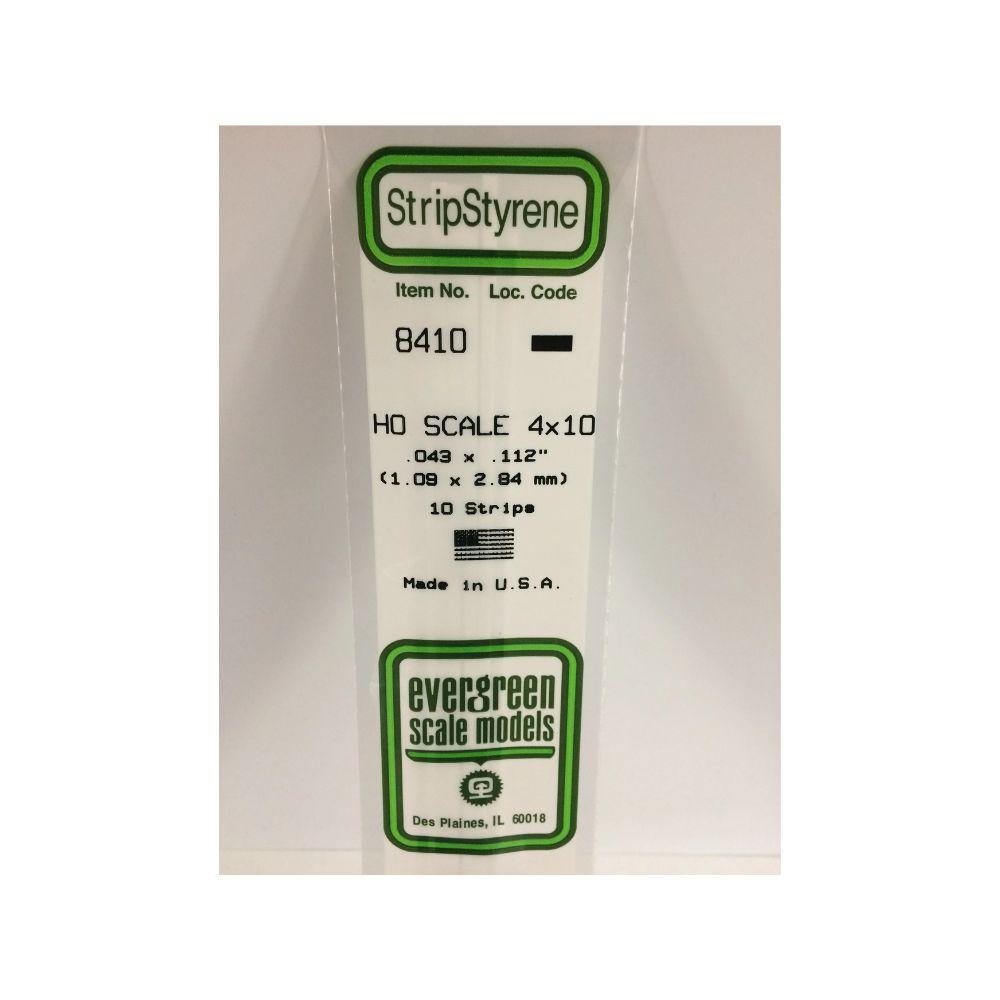 StripStyrene
Item No. Loc. Code
8410
HO SCALE 4x10
.043 x .112"
(1.09 x 2.84 mm)
10 Strips
Made in U.S.A.
evergreen
scale models
Des Plaines, IL 60018